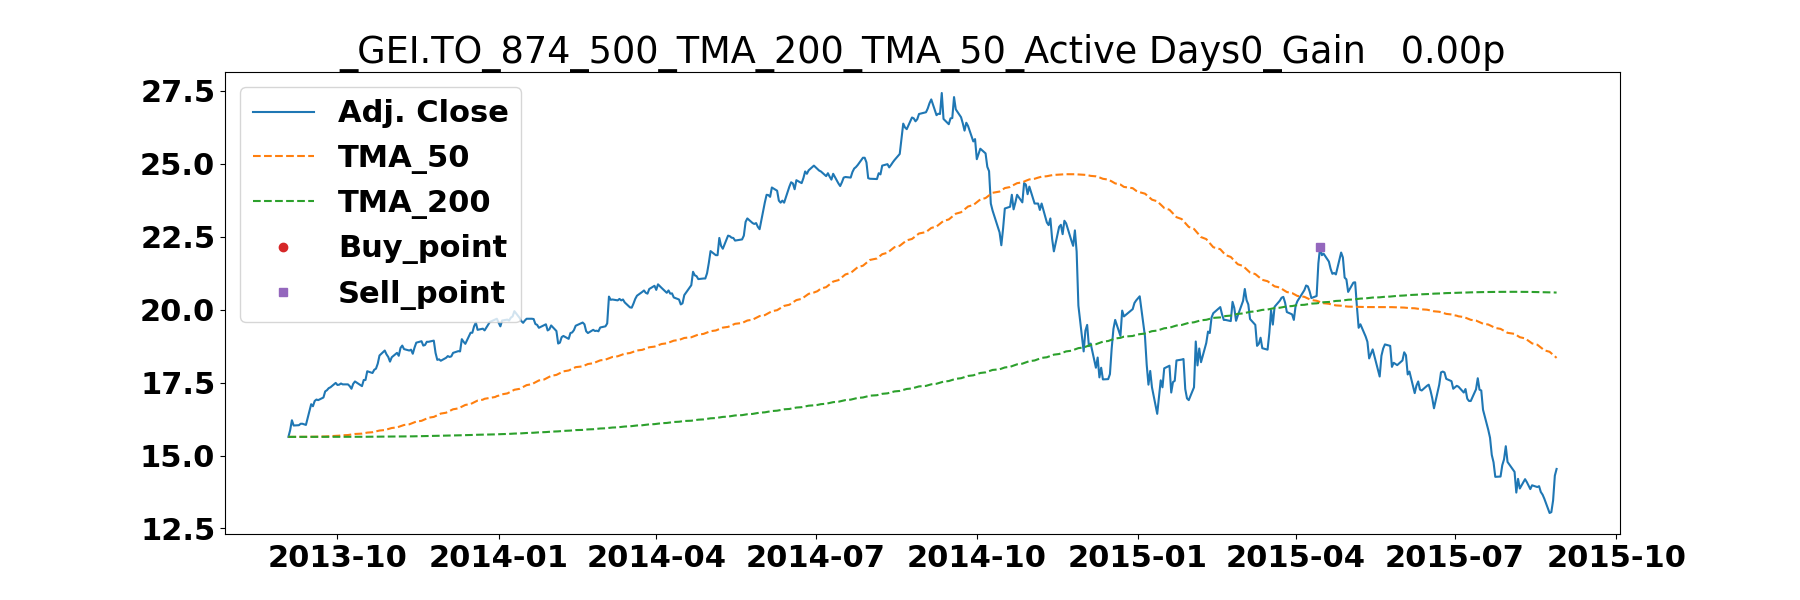 _GEI.TO_874_500_TMA_200_TMA_50_Active Days0_Gain   0.00p
27.5
25.0
22.5
20.0
17.5
15.0
12.5
Adj. Close
TMA_50
TMA_200
Buy_point
Sell_point
2013-10 2014-01 2014-04 2014-07 2014-10 2015-01 2015-04 2015-07 2015-10